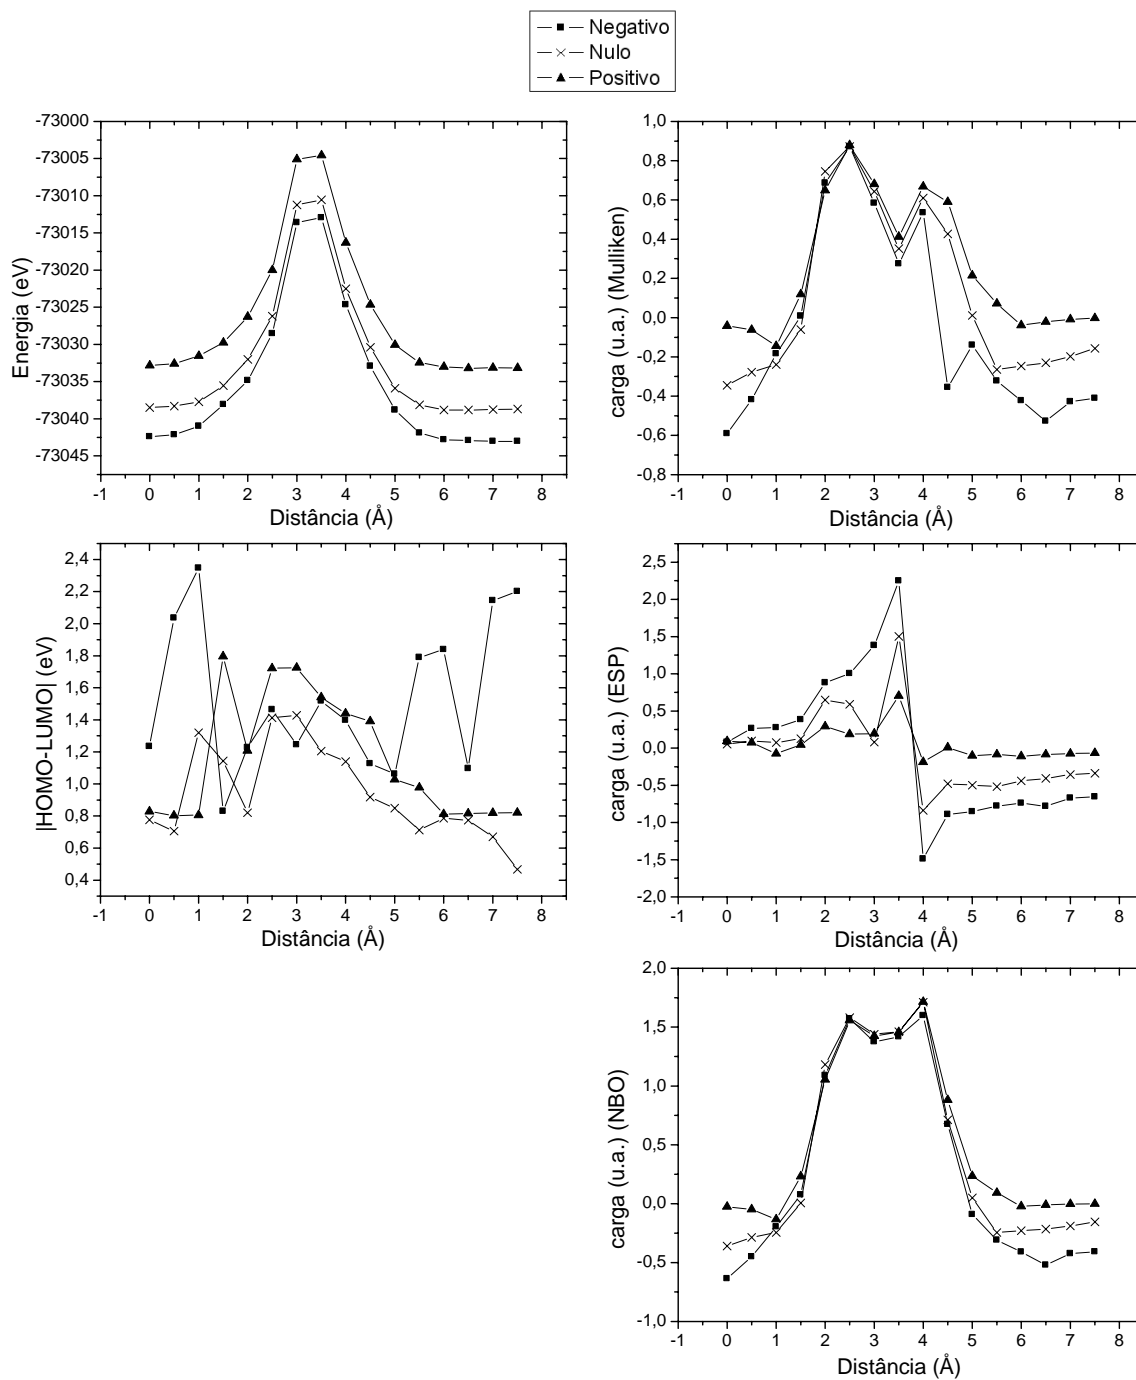 Negativo
Nulo
Positivo
-73000
-73005
-73010
-73015
-73020
-73025
-73030
-73035
-73040
-73045
Energia (eV)
-1 0 1 2 3 4 5 6 7 8
Distância (Å)
1,0
0,8
0,6
0,4
0,2
0,0
-0,2
-0,4
-0,6
-0,8
carga (u.a.) (Mulliken)
-1 0 1 2 3 4 5 6 7 8
Distância (Å)
2,4
2,2
2,0
1,8
1,6
1,4
1,2
1,0
0,8
0,6
0,4
|HOMO-LUMO| (eV)
-1 0 1 2 3 4 5 6 7 8
Distância (Å)
2,5
2,0
1,5
1,0
0,5
0,0
-0,5
-1,0
-1,5
-2,0
carga (u.a.) (ESP)
-1 0 1 2 3 4 5 6 7 8
Distância (Å)
2,0
1,5
1,0
0,5
0,0
-0,5
-1,0
carga (u.a.) (NBO)
-1 0 1 2 3 4 5 6 7 8
Distância (Å)